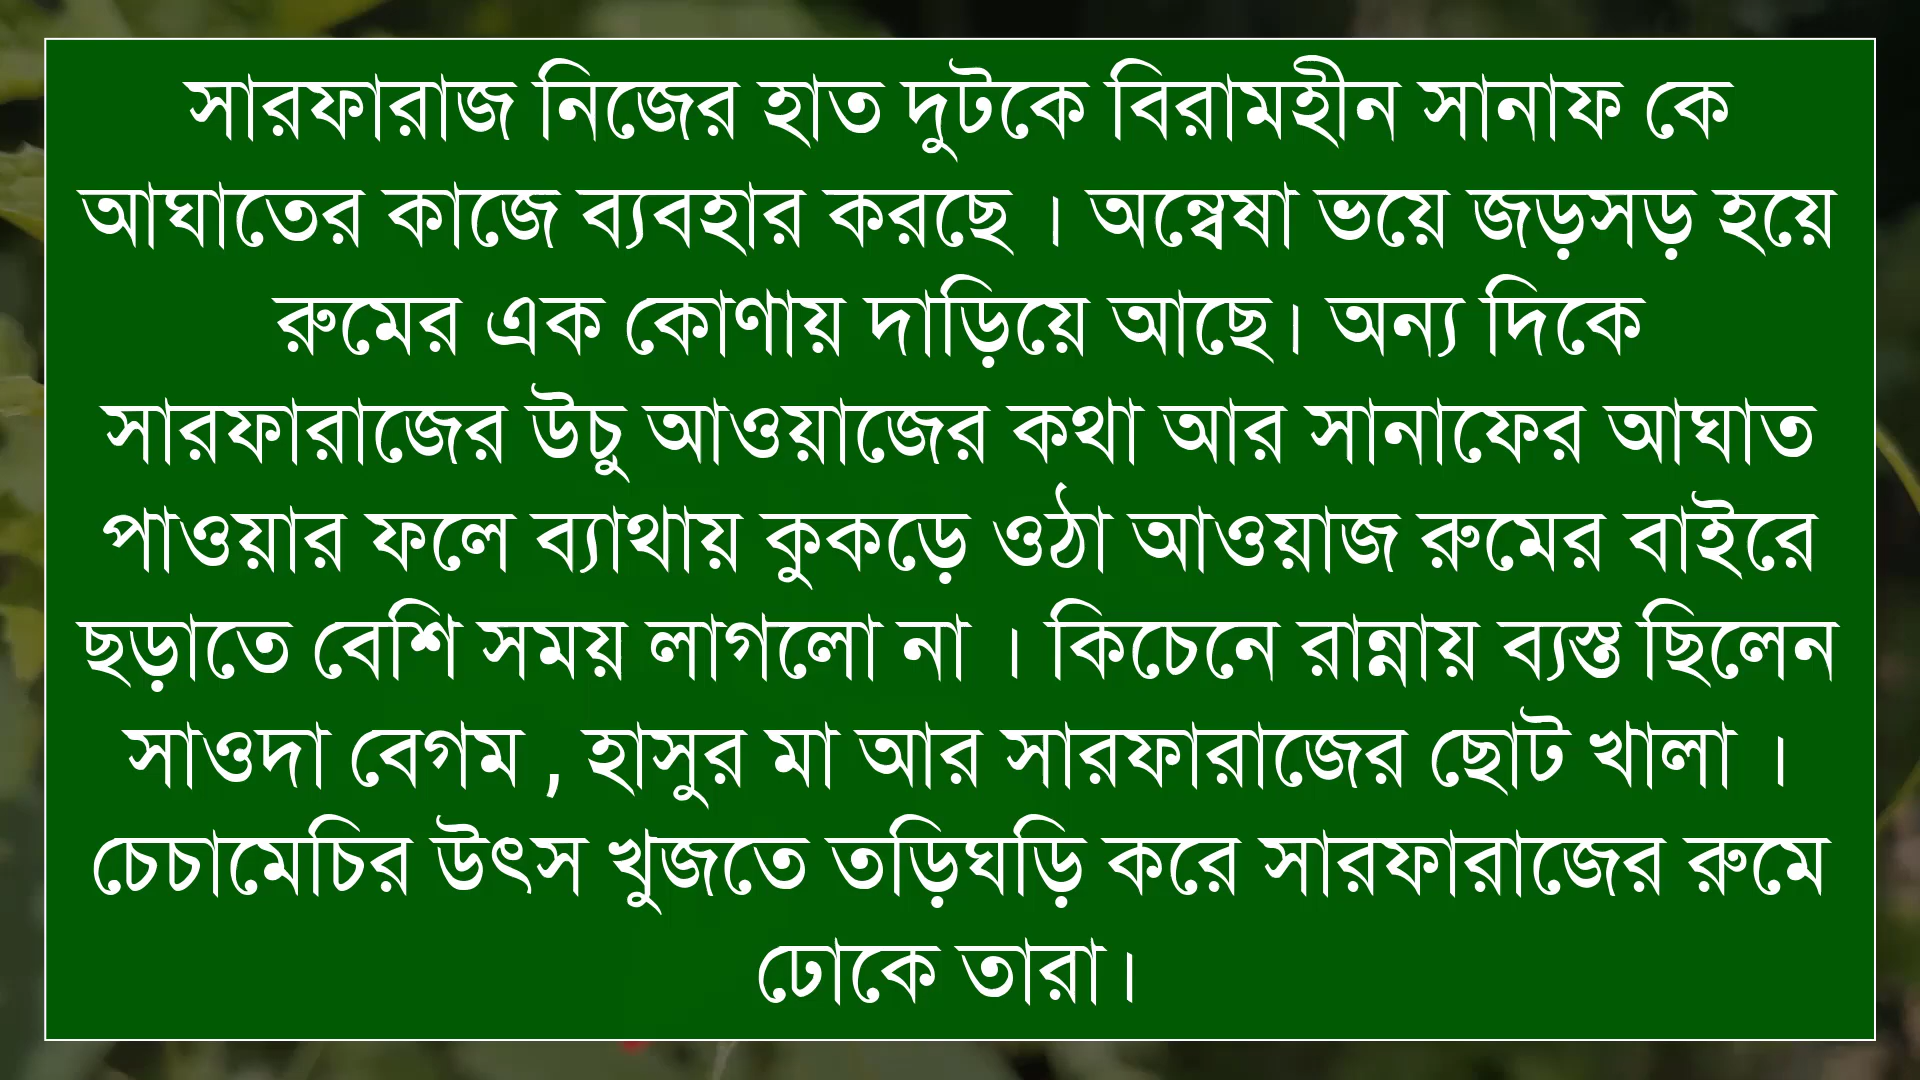 সারফারাজ নিজের হাত দুটকে বিরামহীন সানাফ কে
আঘাতের কাজে ব্যবহার করছে । অন্বেষা ভয়ে জড়সড় হয়ে
রুমের এক কোণায় দাড়িয়ে আছে। অন্য দিকে
সারফারাজের উচু আওয়াজের কথা আর সানাফের আঘাত
পাওয়ার ফলে ব্যাথায় কুকড়ে ওঠা আওয়াজ রুমের বাইরে
ছড়াতে বেশি সময় লাগলো না । কিচেনে রান্নায় ব্যস্ত ছিলেন
সাওদা বেগম , হাসুর মা আর সারফারাজের ছোট খালা ।
চেচামেচির উৎস খুজতে তড়িঘড়ি করে সারফারাজের রুমে
ঢোকে তারা।